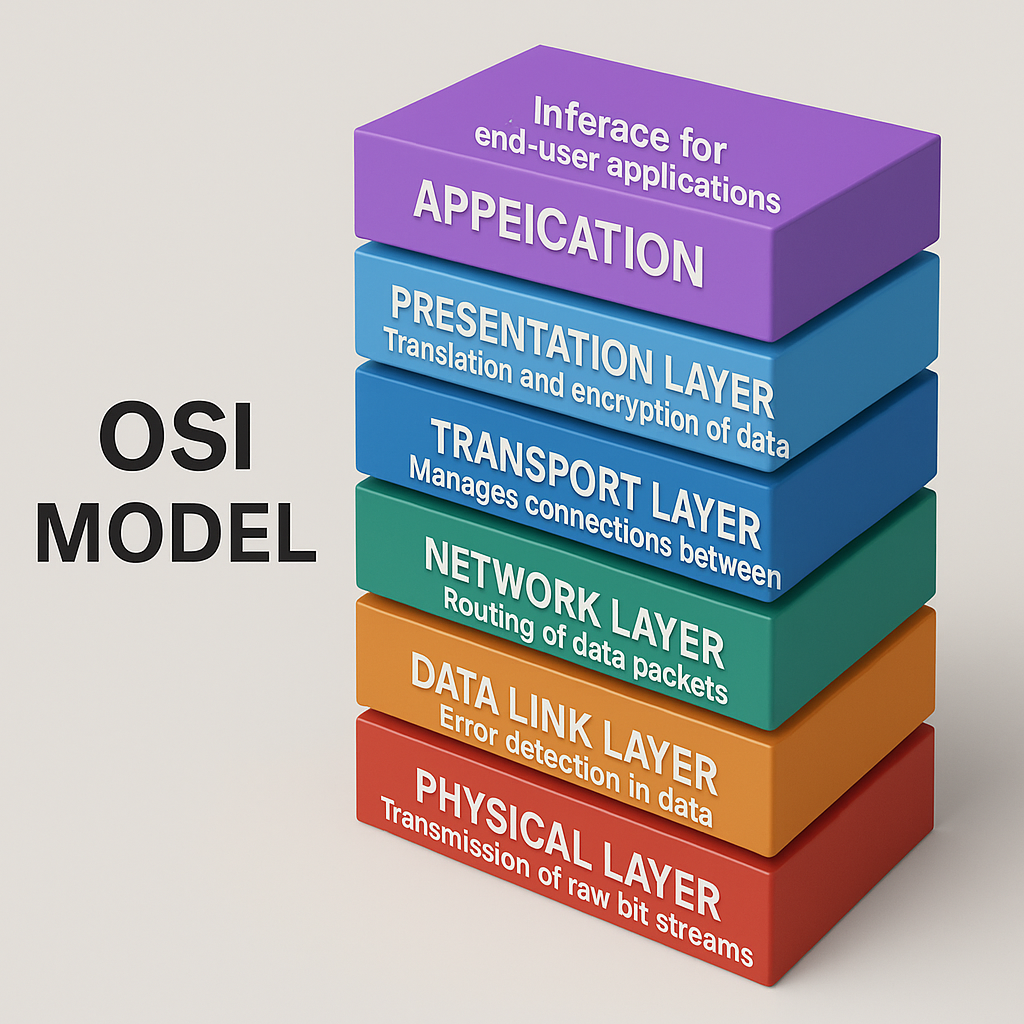 OSI
MODEL
Inferace for
end-user applications
APPEICATION
PRESENTATION LAYER
Translation and encryption of data
TRANSPORT LAYER
Manages connections between
NETWORK LAYER
Routing of data packets
DATA LINK LAYER
Error detection in data
PHYSICAL LAYER
Transmission of raw bit streams